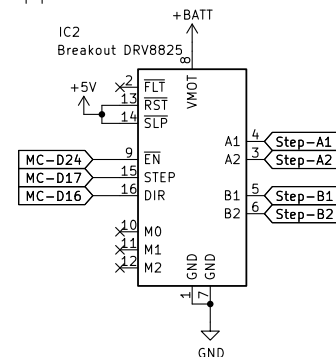 +BATT
IC2
Breakout DRV8825
8
VMOT
+5V
2 FLT
13 RST
14 SLP
A1 4 Step-A1
A2 3 Step-A2
MC-D24 9 EN
MC-D17 15 STEP
MC-D16 16 DIR
B1 5 Step-B1
B2 6 Step-B2
10 M0
11 M1
12 M2
GND GND
1 7
GND